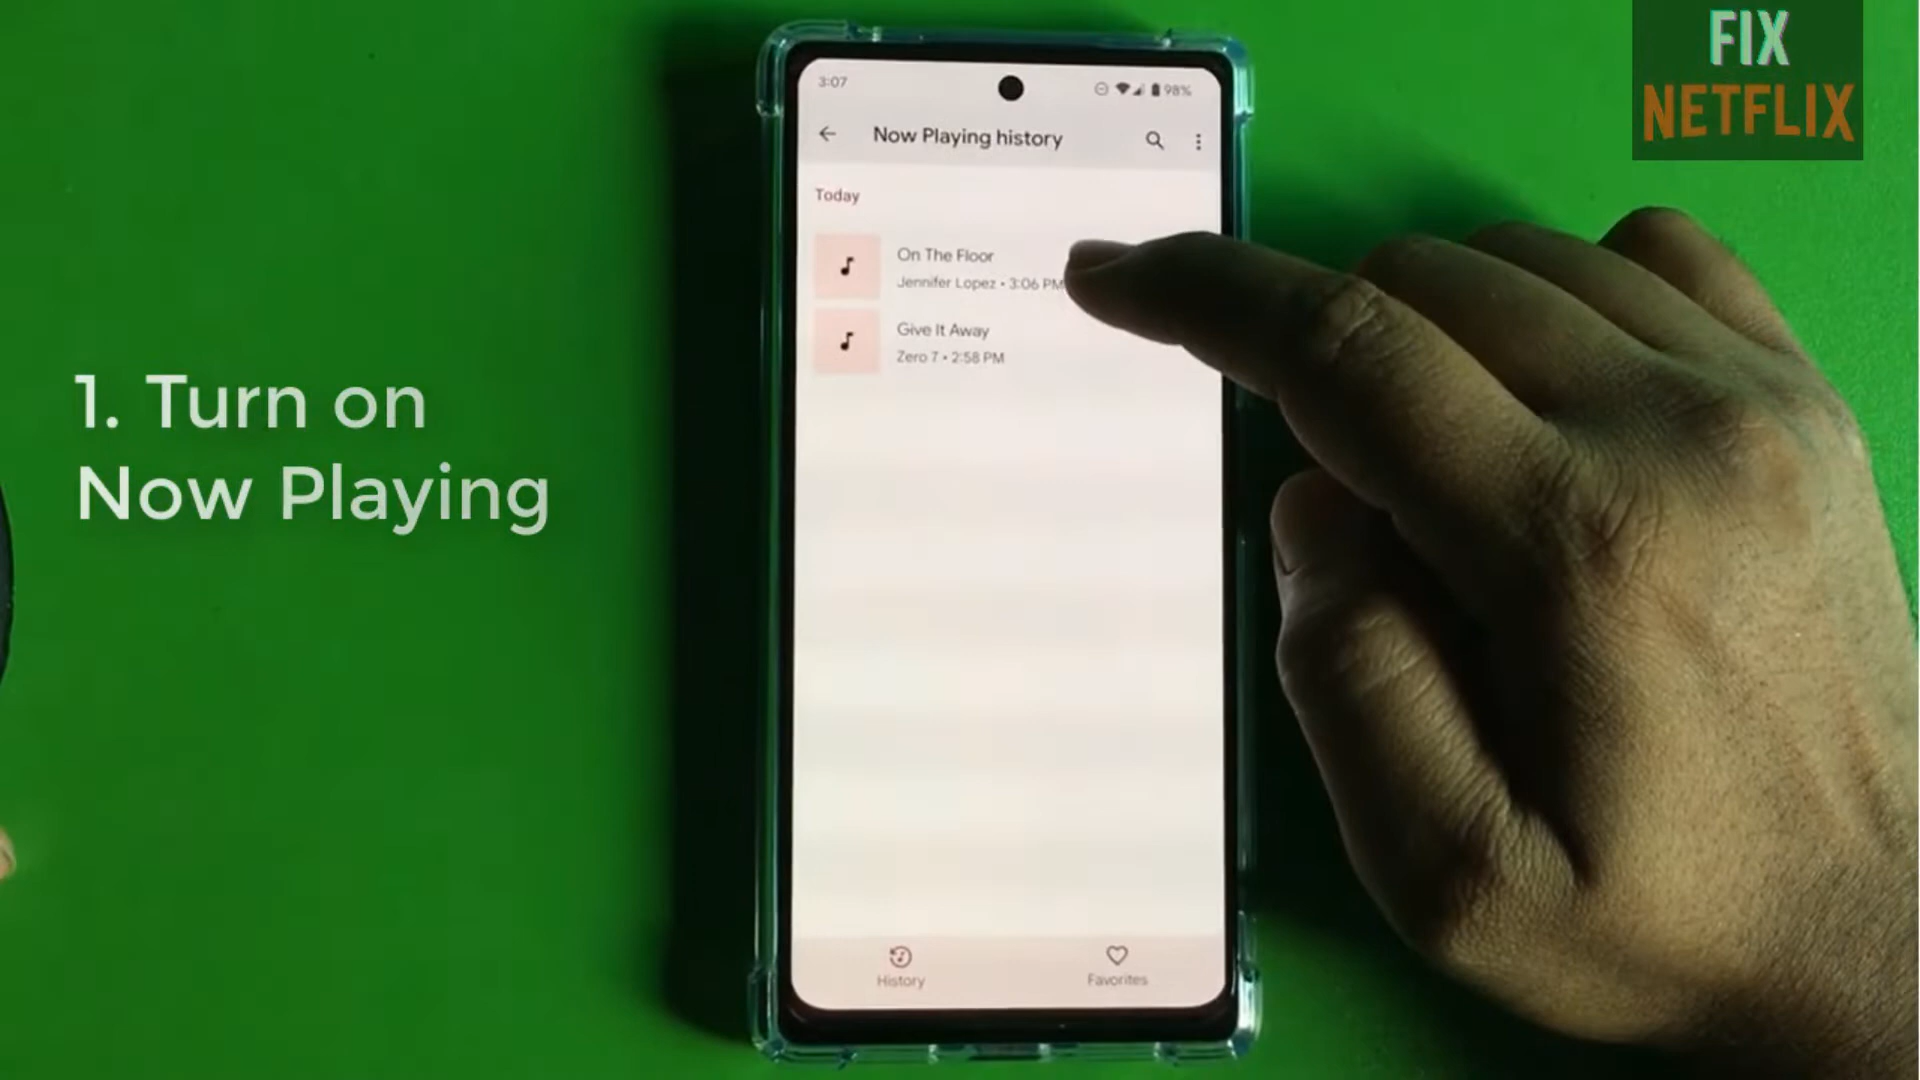 FIX
NETFLIX
3:07
98%
Now Playing history
Today
On The Floor
Jennifer Lopez • 3:06 PM
Give It Away
Zero 7 • 2:58 PM
1. Turn on
Now Playing
History
Favorites